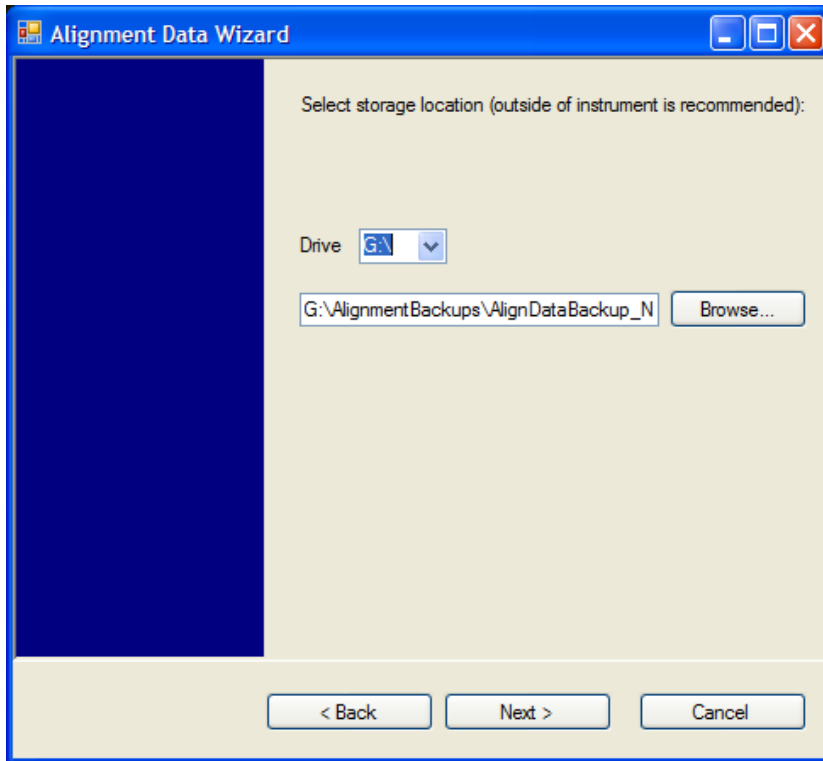 Alignment Data Wizard
Select storage location (outside of instrument is recommended):
Drive G:\
G:\AlignmentBackups\AlignDataBackup_N Browse...
< Back Next > Cancel